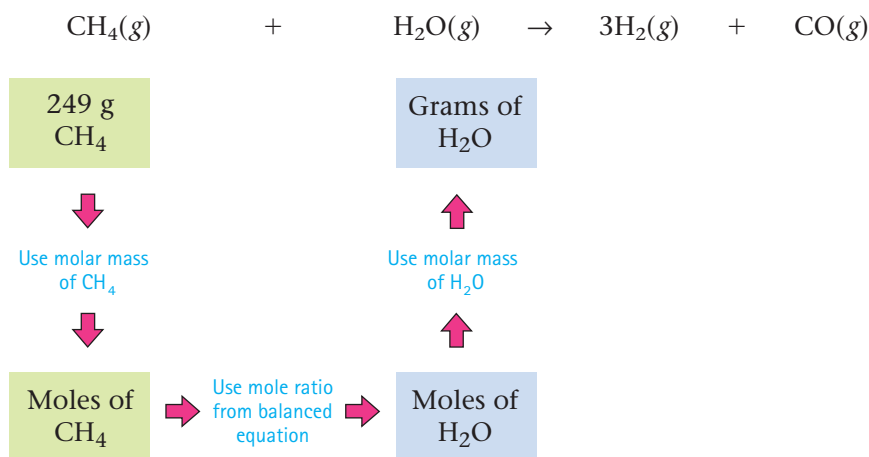 CH₄(g) + H₂O(g) → 3H₂(g) + CO(g)
249 g
CH₄
Grams of
H₂O
Use molar mass
of CH₄
Use molar mass
of H₂O
Moles of
CH₄
Use mole ratio
from balanced
equation
Moles of
H₂O